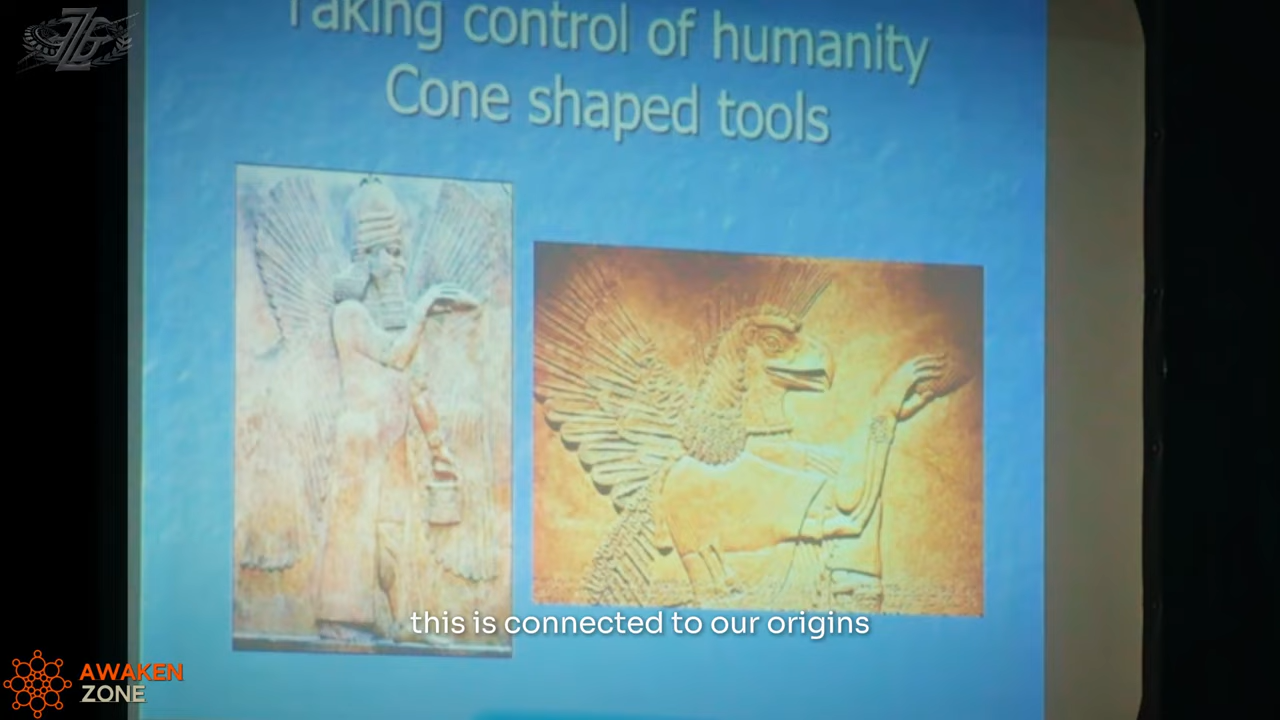 Taking control of humanity
Cone shaped tools
this is connected to our origins
AWAKEN
ZONE